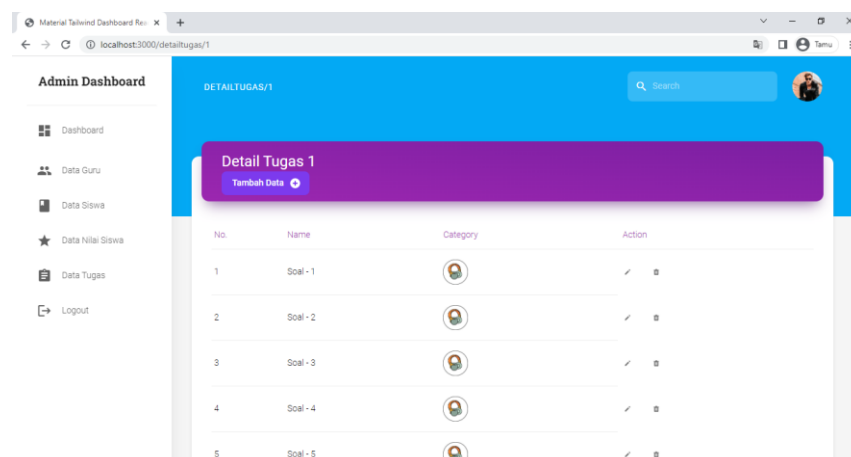 Material Tailwind Dashboard Rea
localhost:3000/detailtugas/1
Tamu
Admin Dashboard
Dashboard
Data Guru
Data Siswa
Data Nilai Siswa
Data Tugas
Logout
DETAILTUGAS/1
Search
Detail Tugas 1
Tambah Data
No. Name Category Action
1 Soal - 1
2 Soal - 2
3 Soal - 3
4 Soal - 4
5 Soal - 5